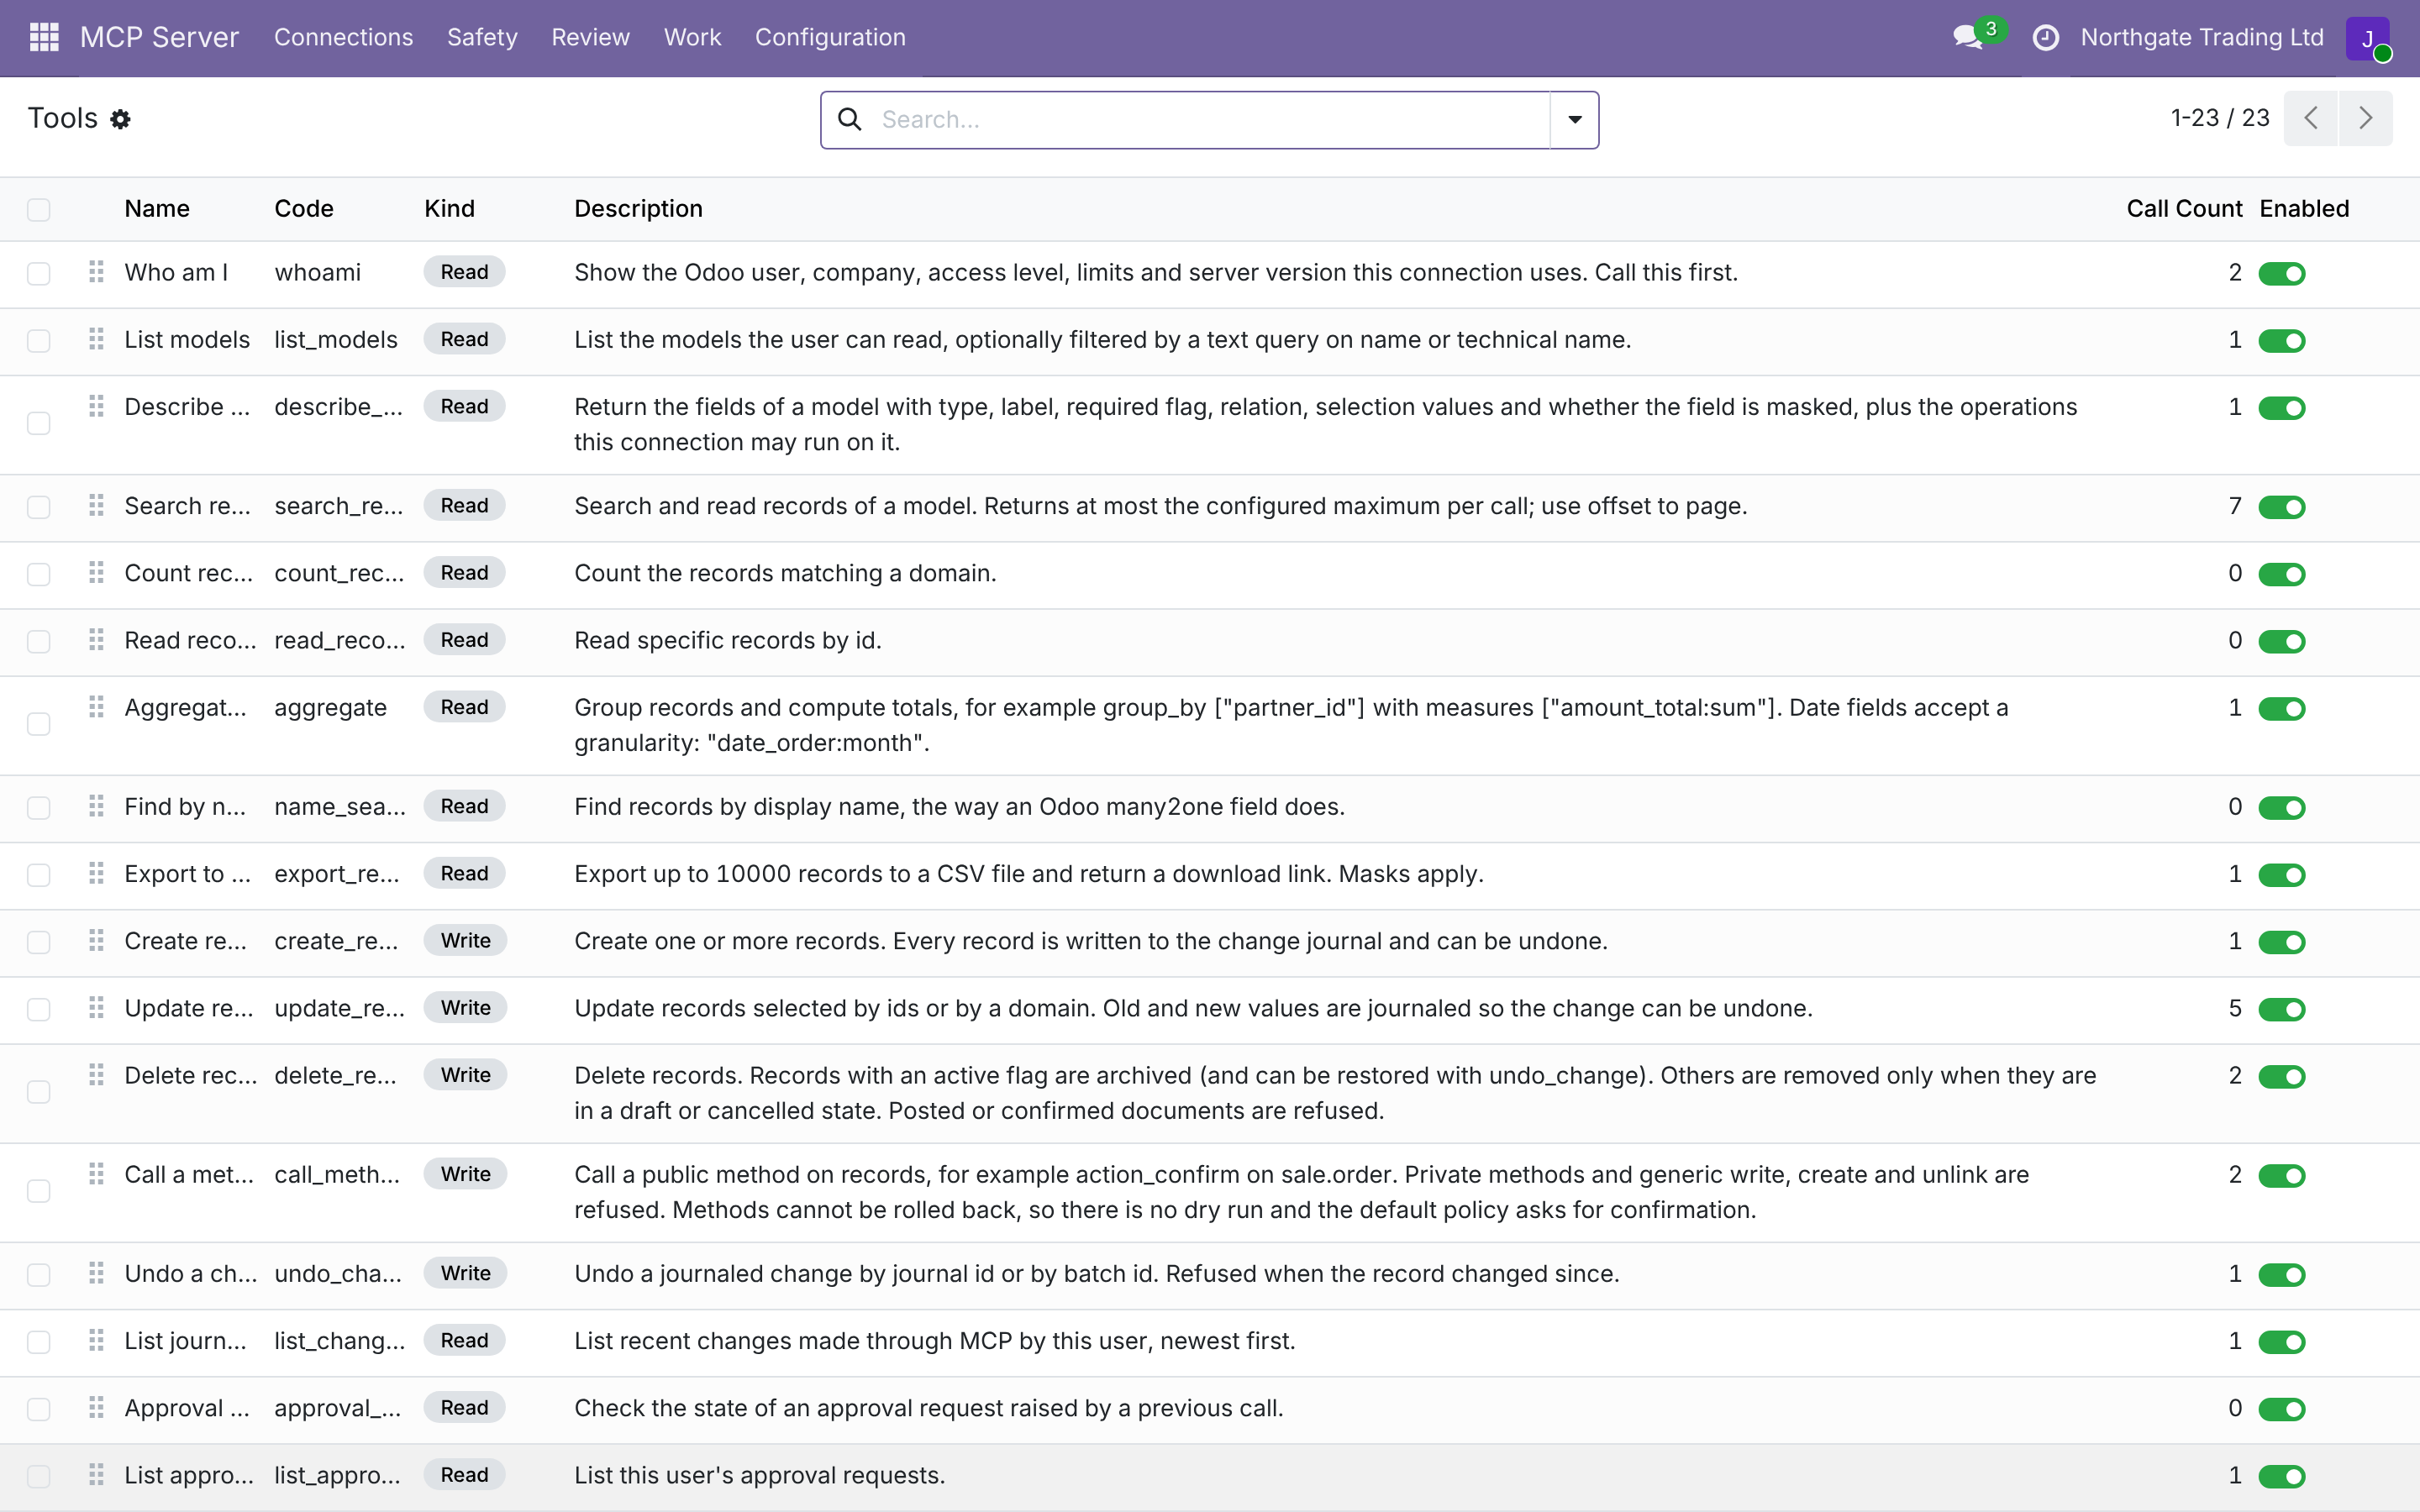 MCP Server Connections Safety Review Work Configuration 3 Northgate Trading Ltd J
Tools Search... 1-23 / 23
Name Code Kind Description Call Count Enabled
Who am I whoami Read Show the Odoo user, company, access level, limits and server version this connection uses. Call this first. 2
List models list_models Read List the models the user can read, optionally filtered by a text query on name or technical name. 1
Describe ... describe_... Read Return the fields of a model with type, label, required flag, relation, selection values and whether the field is masked, plus the operations 1
this connection may run on it.
Search re... search_re... Read Search and read records of a model. Returns at most the configured maximum per call; use offset to page. 7
Count rec... count_rec... Read Count the records matching a domain. 0
Read reco... read_reco... Read Read specific records by id. 0
Aggregat... aggregate Read Group records and compute totals, for example group_by ["partner_id"] with measures ["amount_total:sum"]. Date fields accept a 1
granularity: "date_order:month".
Find by n... name_sea... Read Find records by display name, the way an Odoo many2one field does. 0
Export to ... export_re... Read Export up to 10000 records to a CSV file and return a download link. Masks apply. 1
Create re... create_re... Write Create one or more records. Every record is written to the change journal and can be undone. 1
Update re... update_re... Write Update records selected by ids or by a domain. Old and new values are journaled so the change can be undone. 5
Delete rec... delete_re... Write Delete records. Records with an active flag are archived (and can be restored with undo_change). Others are removed only when they are 2
in a draft or cancelled state. Posted or confirmed documents are refused.
Call a met... call_meth... Write Call a public method on records, for example action_confirm on sale.order. Private methods and generic write, create and unlink are 2
refused. Methods cannot be rolled back, so there is no dry run and the default policy asks for confirmation.
Undo a ch... undo_cha... Write Undo a journaled change by journal id or by batch id. Refused when the record changed since. 1
List journ... list_chang... Read List recent changes made through MCP by this user, newest first. 1
Approval ... approval_... Read Check the state of an approval request raised by a previous call. 0
List appro... list_appro... Read List this user's approval requests. 1